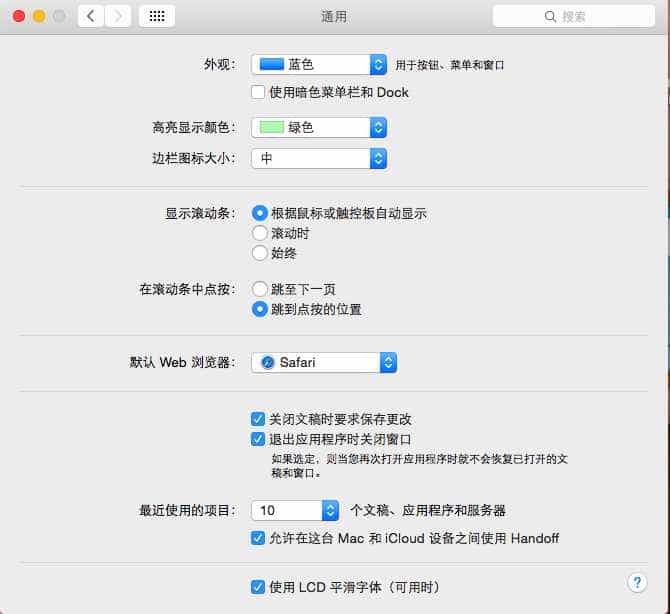 通用
搜索
外观： 蓝色 用于按钮、菜单和窗口
使用暗色菜单栏和 Dock
高亮显示颜色： 绿色
边栏图标大小： 中
显示滚动条： 根据鼠标或触控板自动显示
滚动时
始终
在滚动条中点按： 跳至下一页
跳到点按的位置
默认 Web 浏览器： Safari
关闭文稿时要求保存更改
退出应用程序时关闭窗口
如果选定，则当您再次打开应用程序时就不会恢复已打开的文
稿和窗口。
最近使用的项目： 10 个文稿、应用程序和服务器
允许在这台 Mac 和 iCloud 设备之间使用 Handoff
使用 LCD 平滑字体（可用时）
?